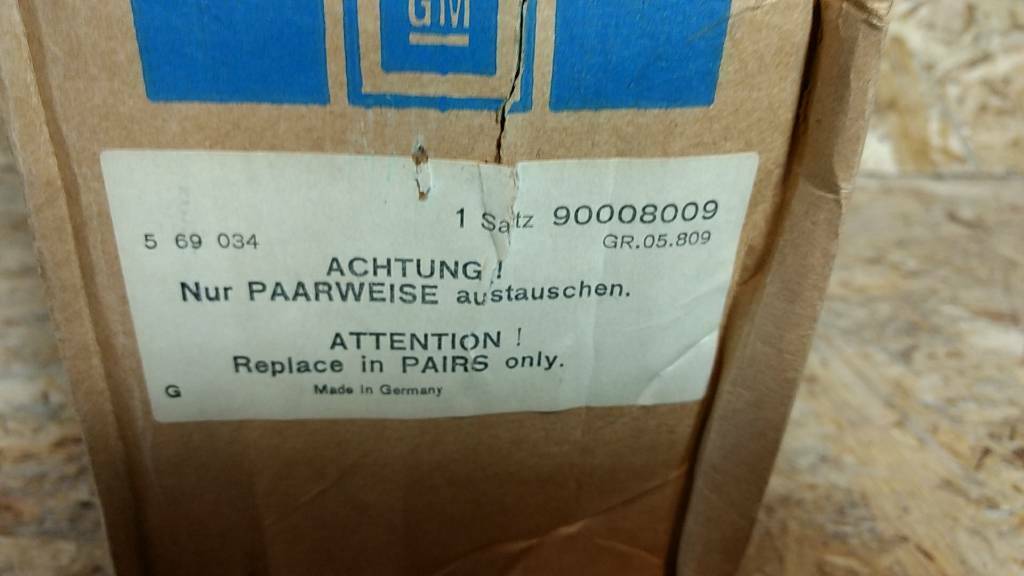 GM
1 Satz 90008009
5 69 034
GR.05.809
ACHTUNG !
Nur PAARWEISE austauschen.
ATTENTION !
Replace in PAIRS only.
G
Made in Germany